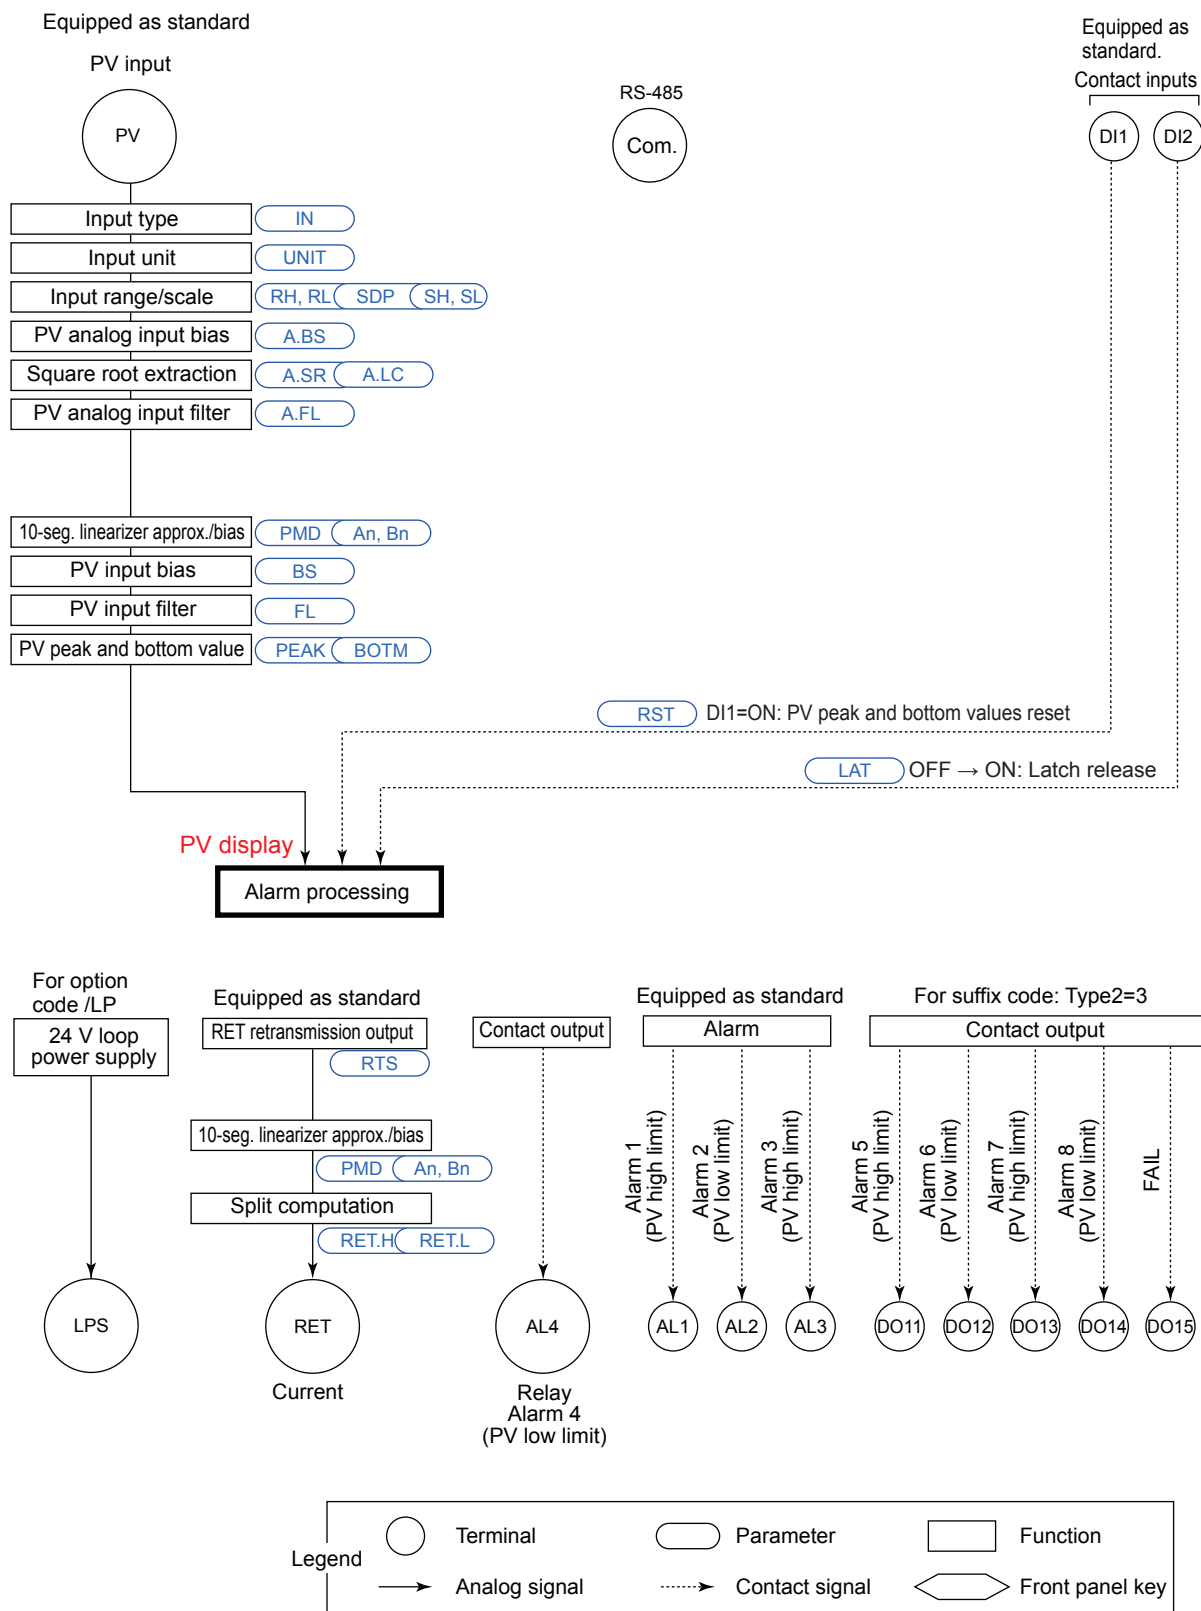 Equipped as standard
PV input
PV
RS-485
Com.
Equipped as
standard.
Contact inputs
DI1
DI2
Input type
IN
Input unit
UNIT
Input range/scale
RH, RL
SDP
SH, SL
PV analog input bias
A.BS
Square root extraction
A.SR
A.LC
PV analog input filter
A.FL
10-seg. linearizer approx./bias
PMD
An, Bn
PV input bias
BS
PV input filter
FL
PV peak and bottom value
PEAK
BOTM
RST
DI1=ON: PV peak and bottom values reset
LAT
OFF → ON: Latch release
PV display
Alarm processing
For option
code /LP
24 V loop
power supply
LPS
Equipped as standard
RET retransmission output
RTS
10-seg. linearizer approx./bias
PMD
An, Bn
Split computation
RET.H
RET.L
RET
Current
Contact output
AL4
Relay
Alarm 4
(PV low limit)
Equipped as standard
Alarm
Alarm 1
(PV high limit)
Alarm 2
(PV low limit)
Alarm 3
(PV high limit)
AL1
AL2
AL3
For suffix code: Type2=3
Contact output
Alarm 5
(PV high limit)
Alarm 6
(PV low limit)
Alarm 7
(PV high limit)
Alarm 8
(PV low limit)
FAIL
DO11
DO12
DO13
DO14
DO15
Legend
Terminal
Parameter
Function
Analog signal
Contact signal
Front panel key